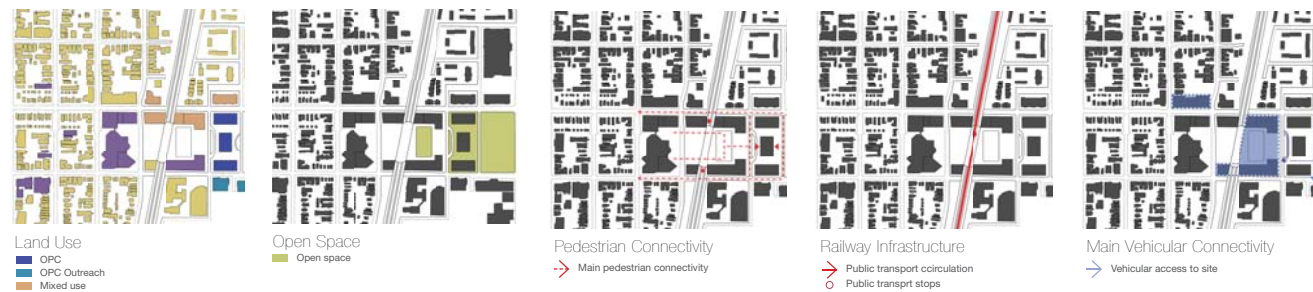 Land Use
OPC
OPC Outreach
Mixed use
Open Space
Open space
Pedestrian Connectivity
Main pedestrian connectivity
Railway Infrastructure
Public transport ccirculation
Public transprt stops
Main Vehicular Connectivity
Vehicular access to site